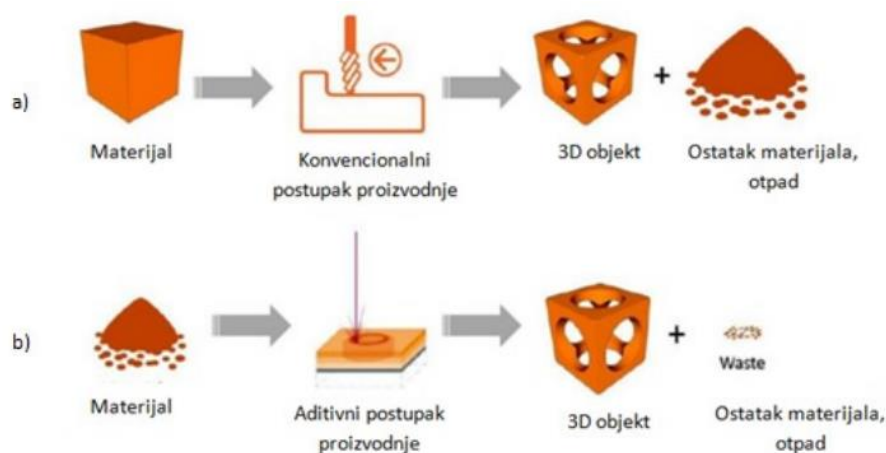 a)
Materijal
Konvencionalni
postupak proizvodnje
3D objekt
+
Ostatak materijala,
otpad
b)
Materijal
Aditivni postupak
proizvodnje
3D objekt
+
Waste
Ostatak materijala,
otpad